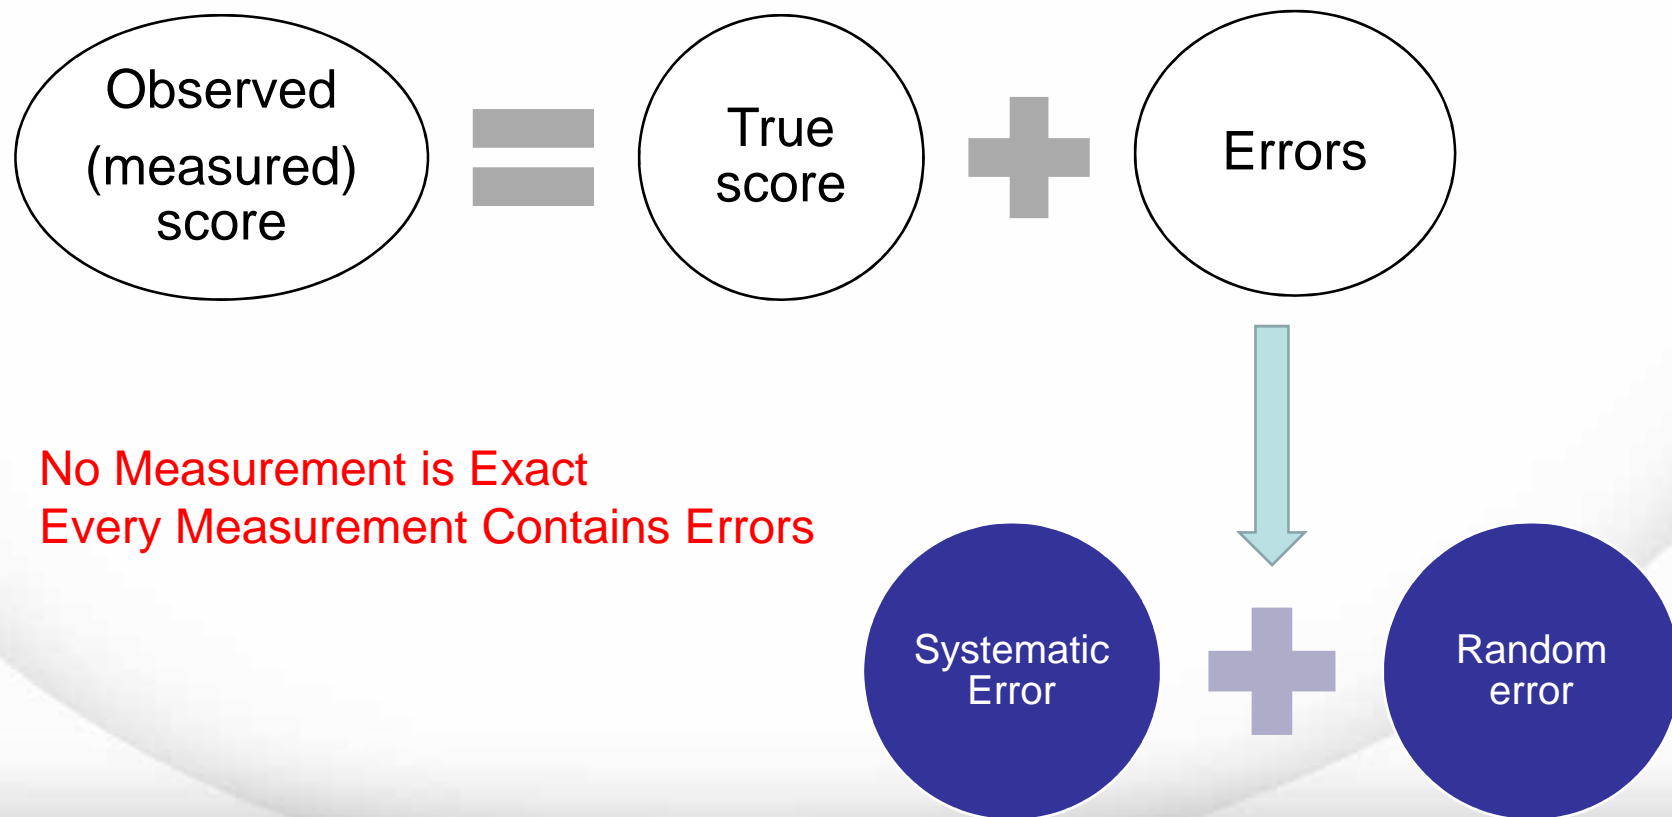 Observed
(measured)
score
True
score
Errors
No Measurement is Exact
Every Measurement Contains Errors
Systematic
Error
Random
error